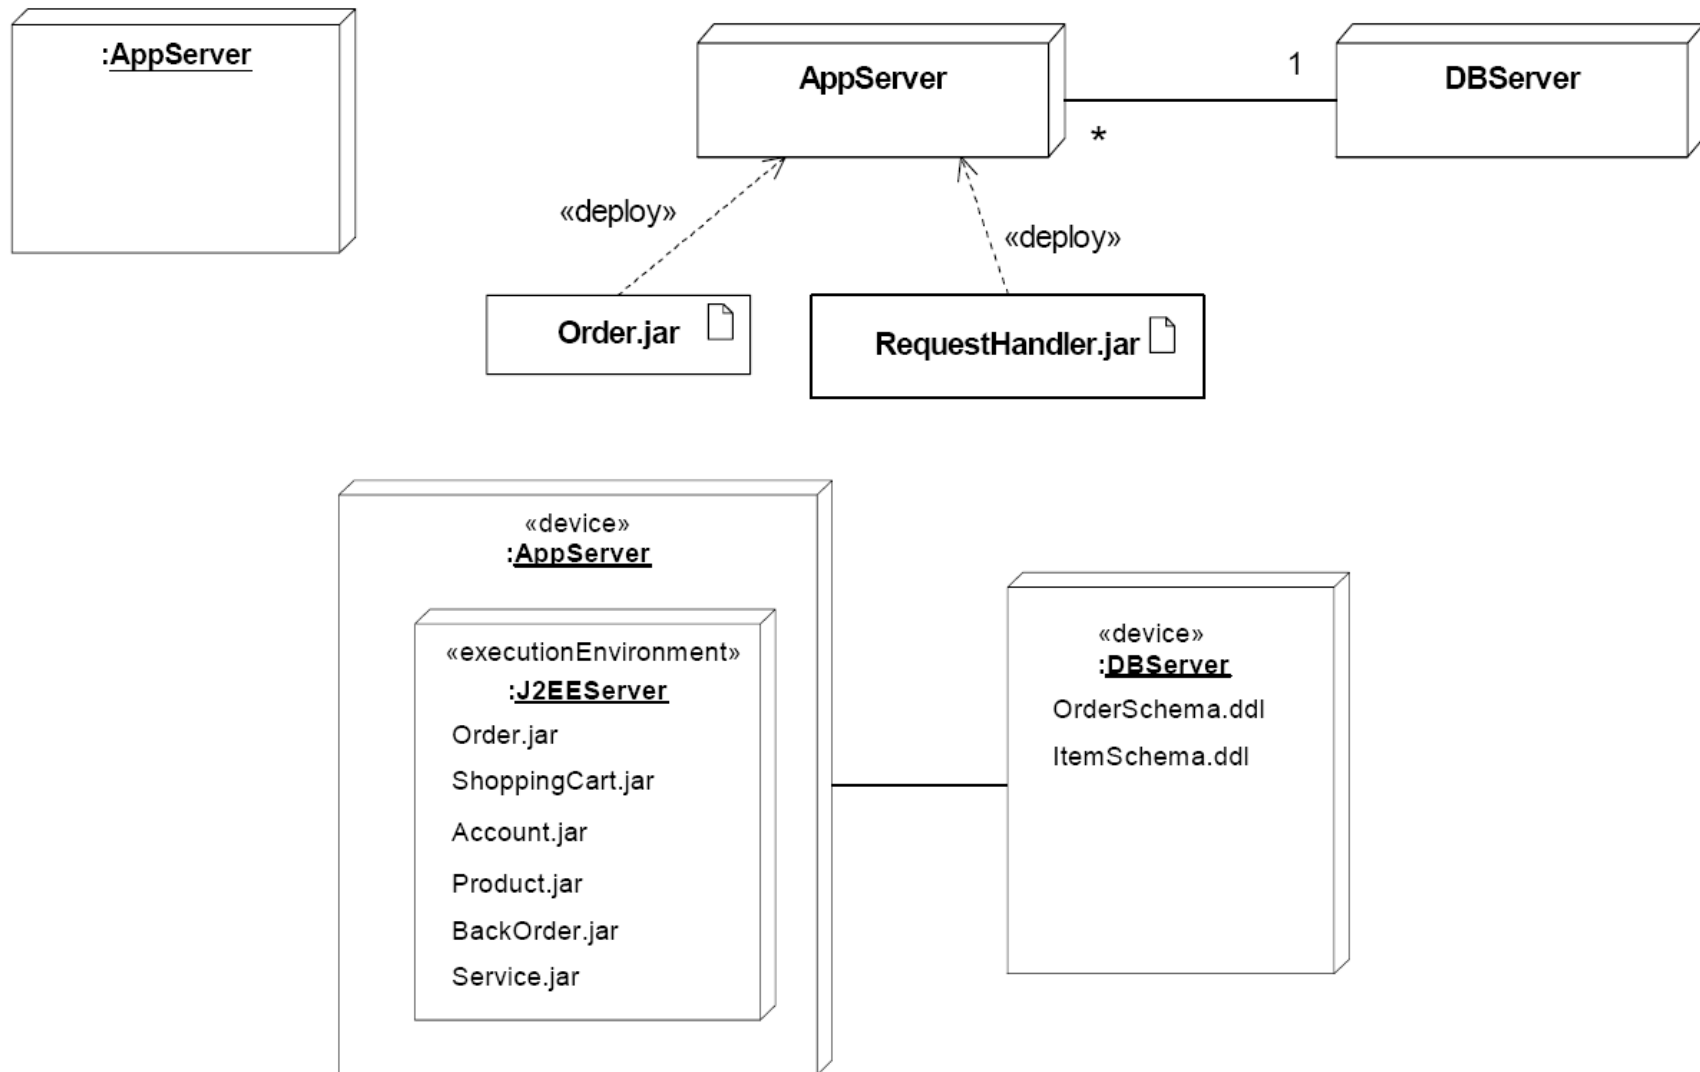 :AppServer
AppServer
1
DBServer
*
«deploy»
«deploy»
Order.jar
RequestHandler.jar
«device»
:AppServer
«executionEnvironment»
:J2EEServer
Order.jar
ShoppingCart.jar
Account.jar
Product.jar
BackOrder.jar
Service.jar
«device»
:DBServer
OrderSchema.ddl
ItemSchema.ddl